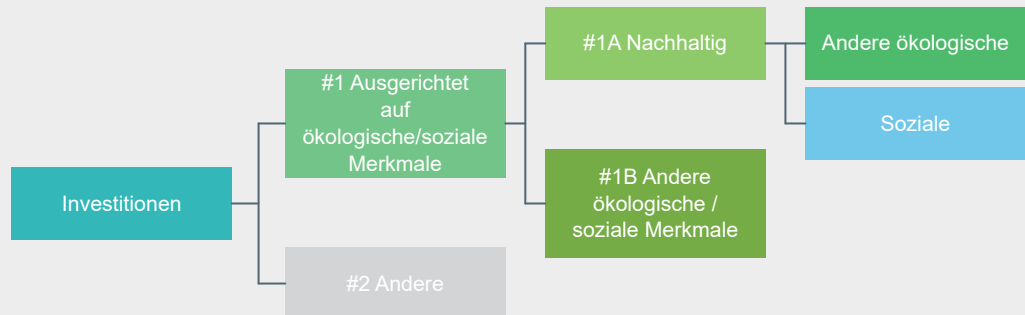 Investitionen
#1 Ausgerichtet
auf
ökologische/soziale
Merkmale
#2 Andere
#1A Nachhaltig
#1B Andere
ökologische /
soziale Merkmale
Andere ökologische
Soziale